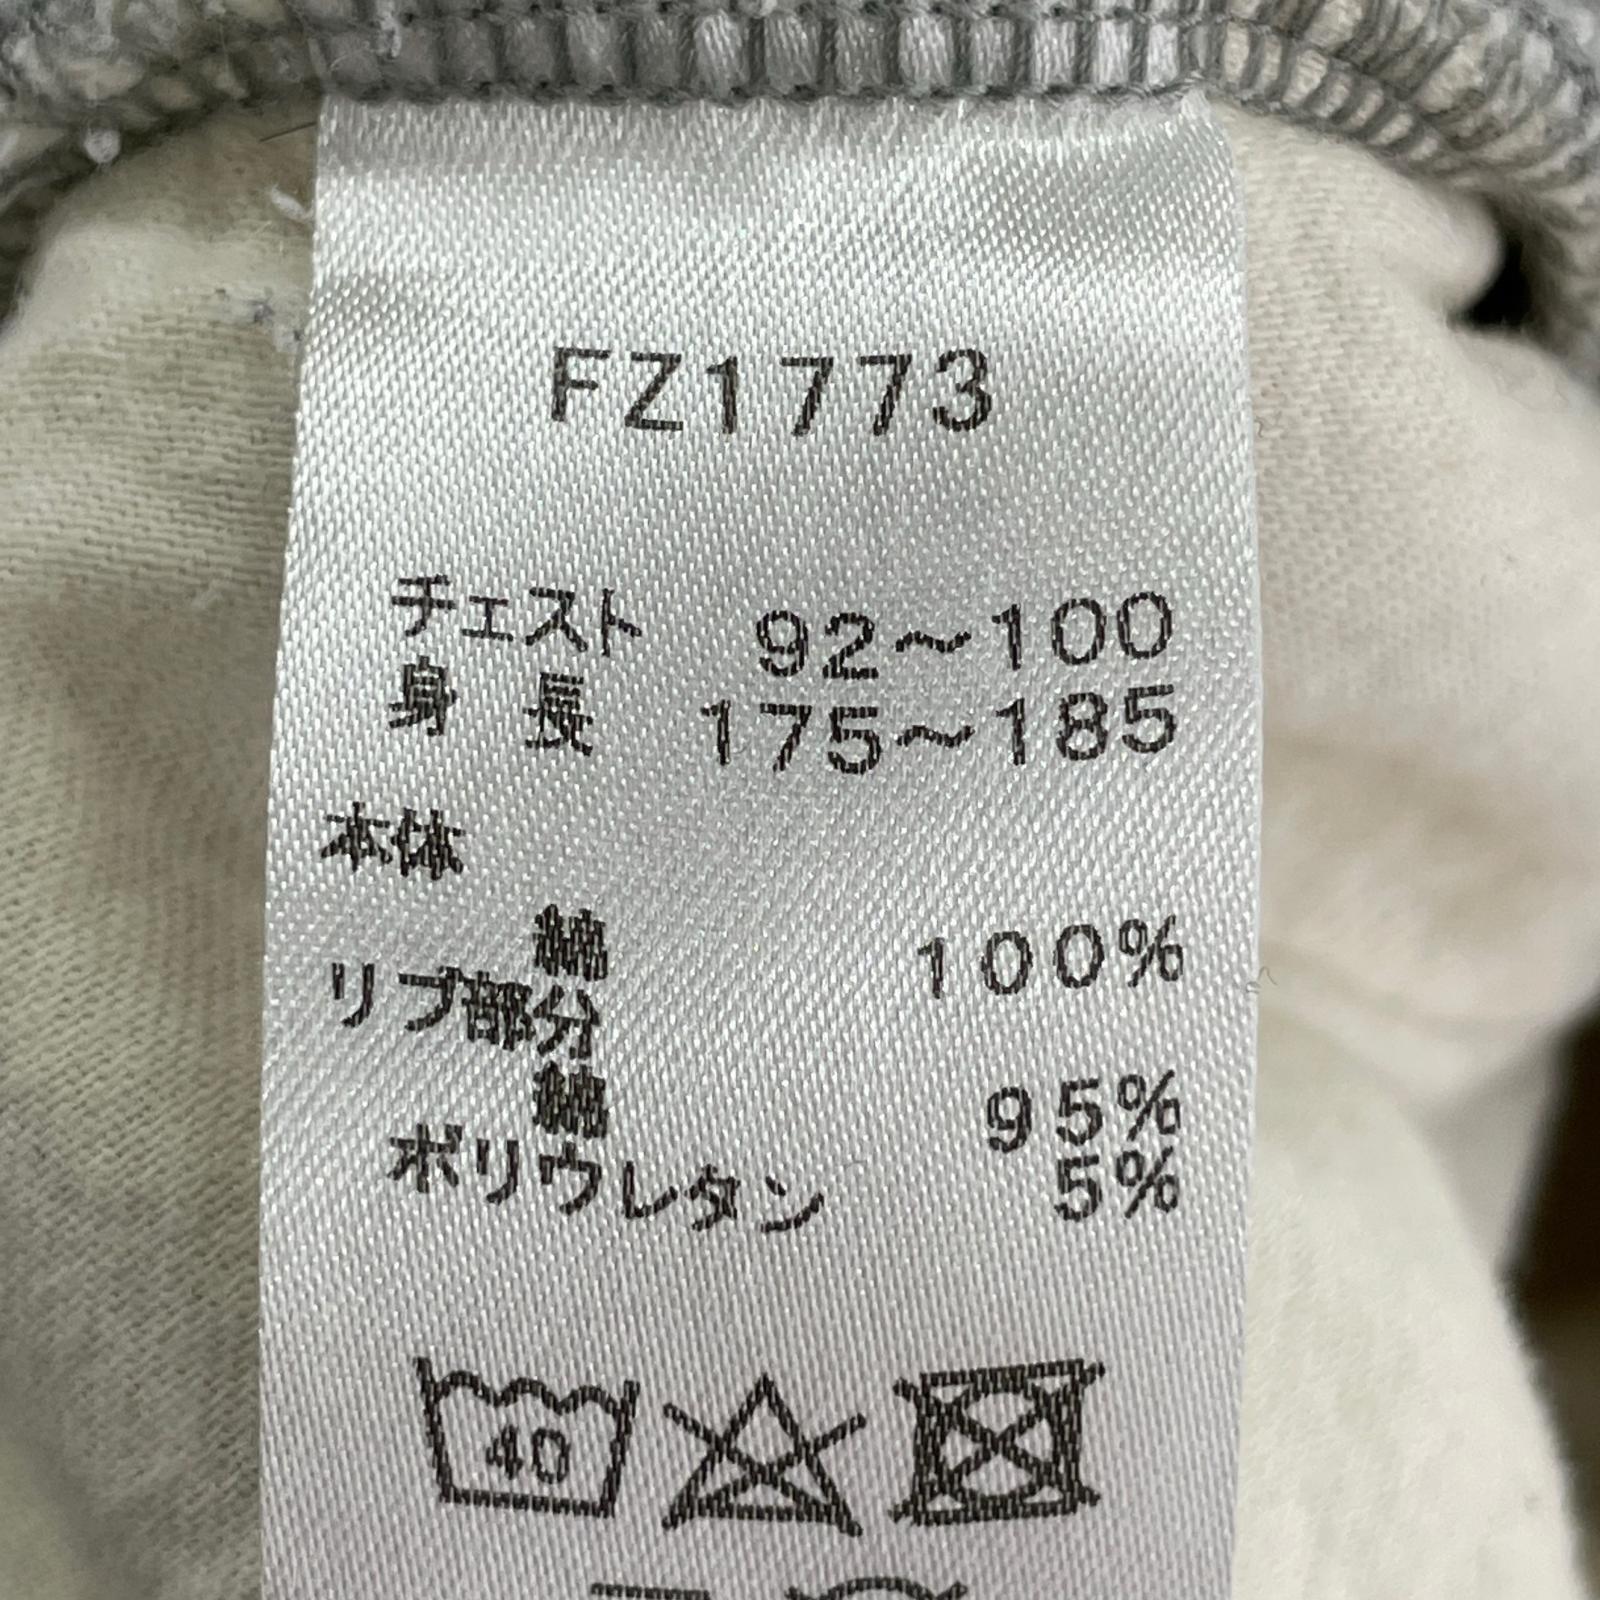 FZ1773
チェスト 92～100
身長 175～185
本体
綿 100%
リブ部分
綿 95%
ポリウレタン 5%
40